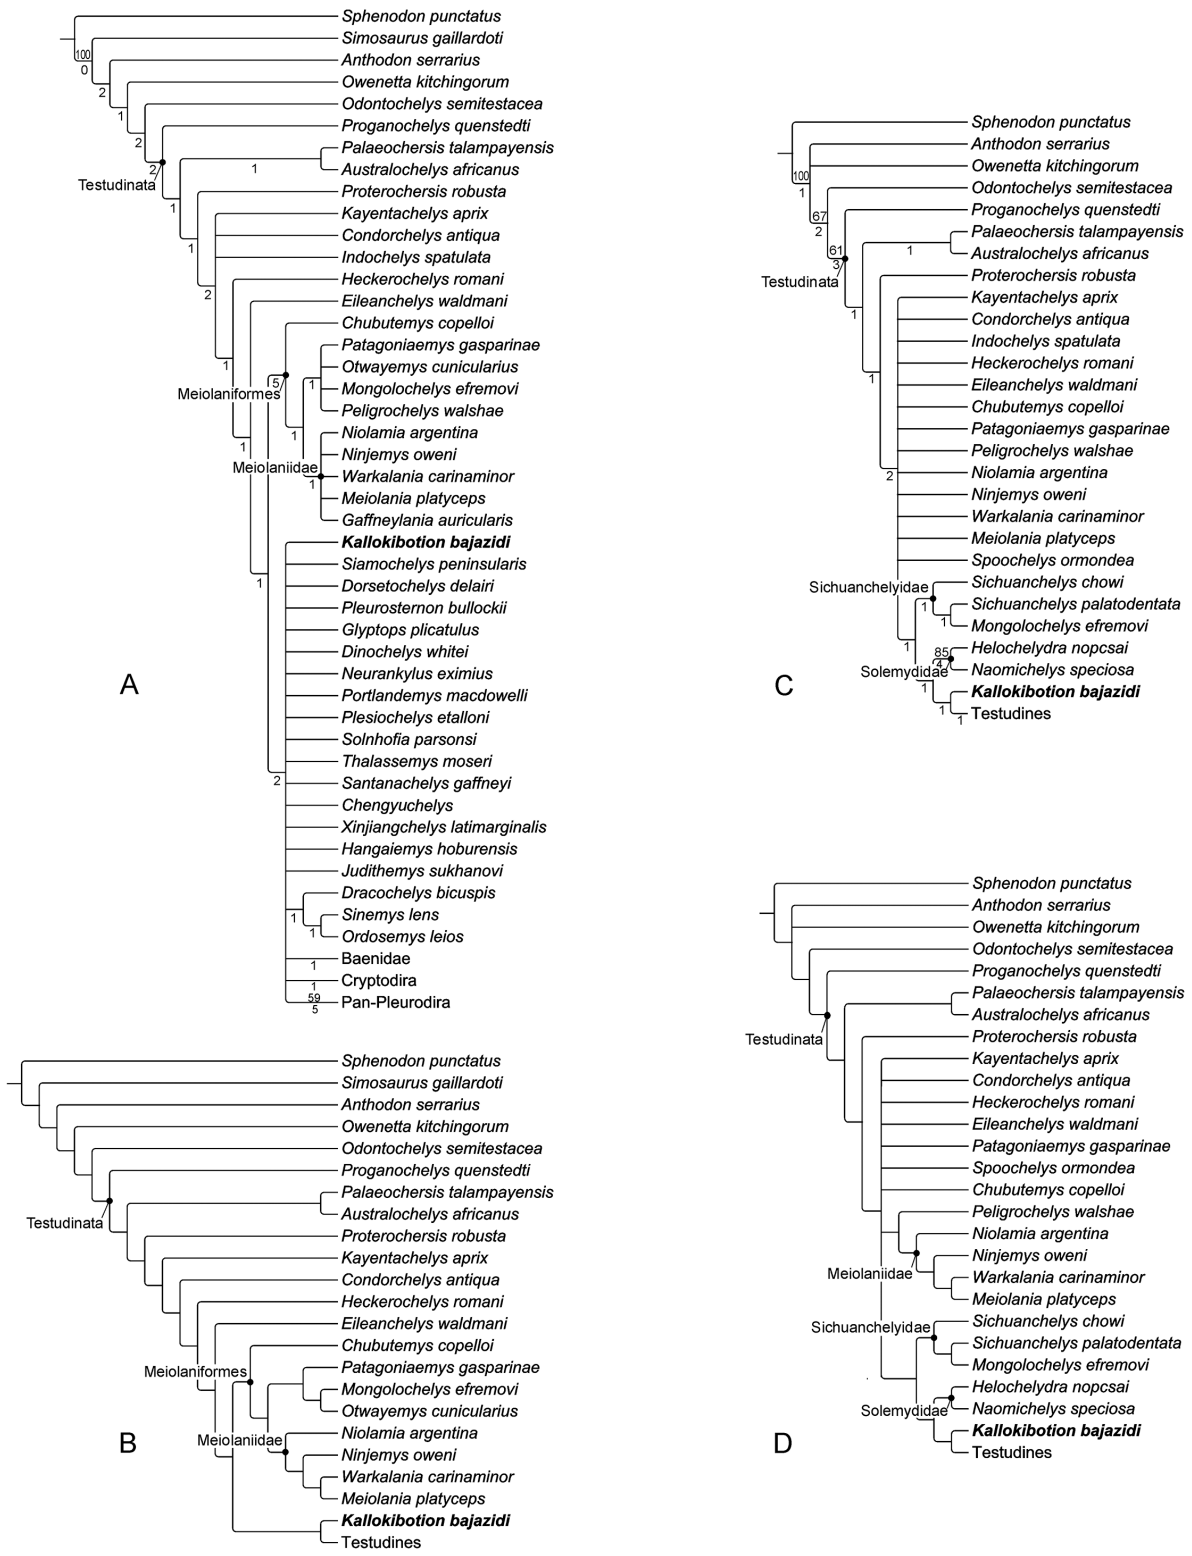 Sphenodon punctatus
Simosaurus gaillardoti
100
0
Anthodon serrarius
2
Owenetta kitchingorum
1
Odontochelys semitestacea
2
Proganochelys quenstedti
2
Testudinata
Palaeochersis talampayensis
1
Australochelys africanus
1
Proterochersis robusta
1
Kayentachelys aprix
Condorchelys antiqua
Indochelys spatulata
2
Heckerochelys romani
1
Eileanchelys waldmani
1
Chubutemys copelloi
5
Meiolaniformes
Patagoniaemys gasparinae
Otwayemys cunicularius
1
Mongolochelys efremovi
Peligrochelys walshae
1
Niolamia argentina
Ninjemys oweni
Meiolaniidae
Warkalania carinaminor
1
Meiolania platyceps
Gaffneylania auricularis
1
Kallokibotion bajazidi
Siamochelys peninsularis
Dorsetochelys delairi
Pleurosternon bullockii
Glyptops plicatulus
Dinochelys whitei
Neurankylus eximius
A
Portlandemys macdowelli
Plesiochelys etalloni
Solnhofia parsonsi
Thalassemys moseri
2
Santanachelys gaffneyi
Chengyuchelys
Xinjiangchelys latimarginalis
Hangaiemys hoburensis
Judithemys sukhanovi
Dracochelys bicuspis
1
Sinemys lens
1
Ordosemys leios
Baenidae
1
Cryptodira
1
59
5
Pan-Pleurodira
Sphenodon punctatus
Simosaurus gaillardoti
Anthodon serrarius
Owenetta kitchingorum
Odontochelys semitestacea
Proganochelys quenstedti
Testudinata
Palaeochersis talampayensis
Australochelys africanus
Proterochersis robusta
Kayentachelys aprix
Condorchelys antiqua
Heckerochelys romani
Eileanchelys waldmani
Chubutemys copelloi
Meiolaniformes
Patagoniaemys gasparinae
Mongolochelys efremovi
Otwayemys cunicularius
Niolamia argentina
Meiolaniidae
B
Ninjemys oweni
Warkalania carinaminor
Meiolania platyceps
Kallokibotion bajazidi
Testudines
Sphenodon punctatus
Anthodon serrarius
Owenetta kitchingorum
100
1
Odontochelys semitestacea
67
2
Proganochelys quenstedti
61
3
Testudinata
Palaeochersis talampayensis
1
Australochelys africanus
1
Proterochersis robusta
1
Kayentachelys aprix
Condorchelys antiqua
Indochelys spatulata
Heckerochelys romani
Eileanchelys waldmani
Chubutemys copelloi
Patagoniaemys gasparinae
Peligrochelys walshae
2
Niolamia argentina
Ninjemys oweni
Warkalania carinaminor
Meiolania platyceps
Spoochelys ormondea
Sichuanchelyidae
Sichuanchelys chowi
1
Sichuanchelys palatodentata
1
Mongolochelys efremovi
1
Helochelydra nopcsai
85
4
Solemydidae
Naomichelys speciosa
C
1
Kallokibotion bajazidi
1
Testudines
1
Sphenodon punctatus
Anthodon serrarius
Owenetta kitchingorum
Odontochelys semitestacea
Proganochelys quenstedti
Testudinata
Palaeochersis talampayensis
Australochelys africanus
Proterochersis robusta
Kayentachelys aprix
Condorchelys antiqua
Heckerochelys romani
Eileanchelys waldmani
Patagoniaemys gasparinae
Spoochelys ormondea
Chubutemys copelloi
Peligrochelys walshae
Niolamia argentina
Meiolaniidae
Ninjemys oweni
Warkalania carinaminor
Meiolania platyceps
Sichuanchelyidae
Sichuanchelys chowi
Sichuanchelys palatodentata
Mongolochelys efremovi
Helochelydra nopcsai
Solemydidae
Naomichelys speciosa
D
Kallokibotion bajazidi
Testudines